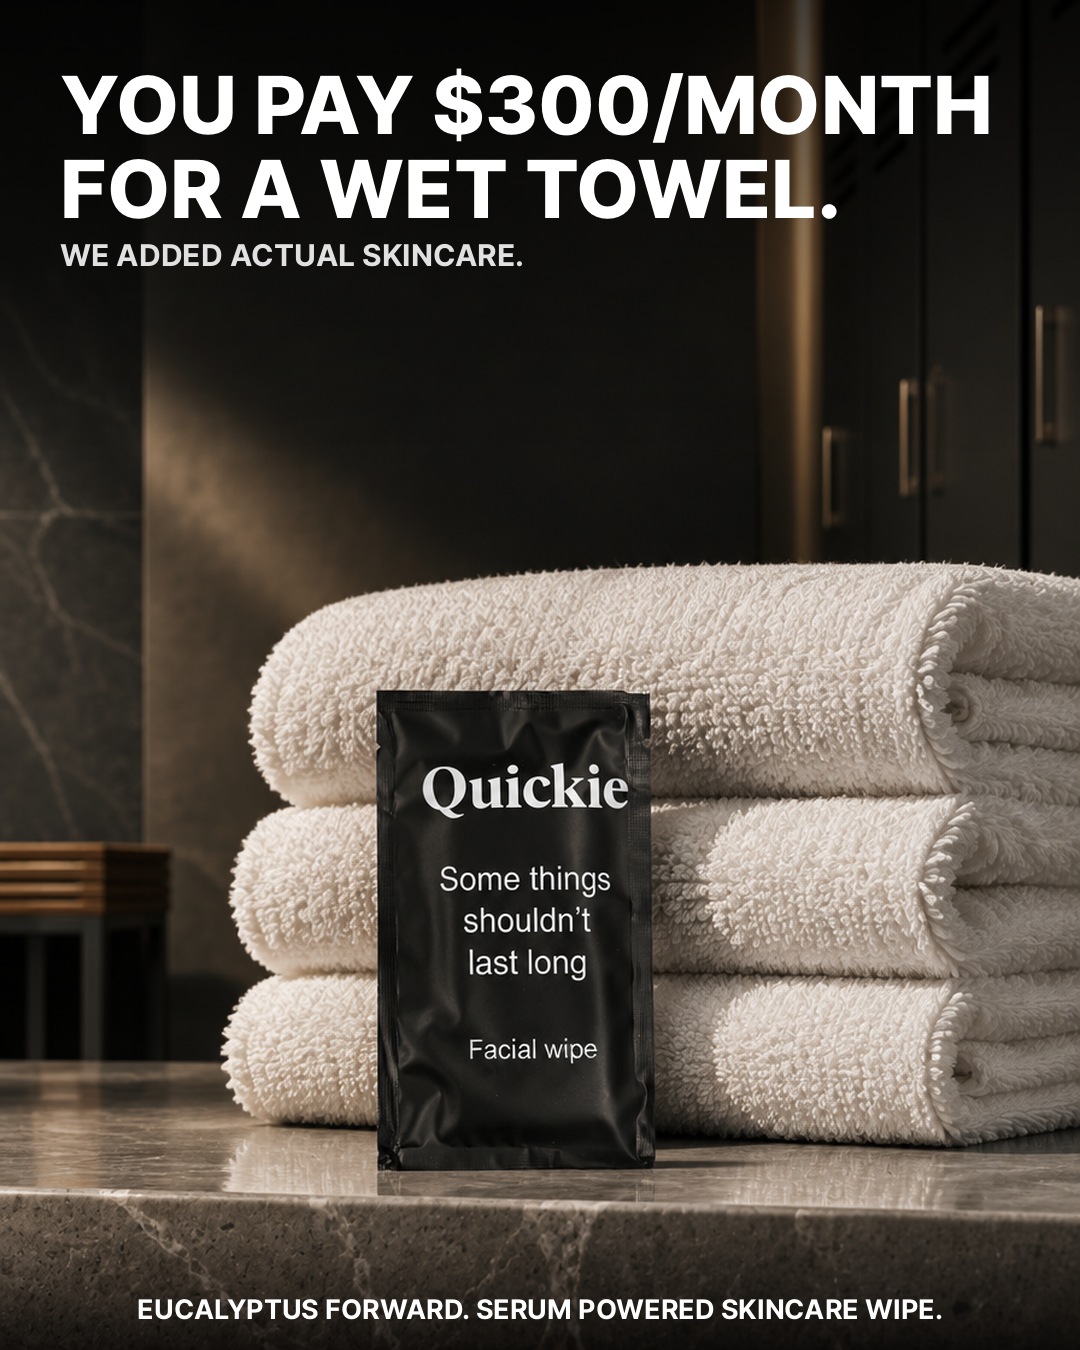 YOU PAY $300/MONTH
FOR A WET TOWEL.
WE ADDED ACTUAL SKINCARE.
Quickie
Some things
shouldn't
last long
Facial wipe
EUCALYPTUS FORWARD. SERUM POWERED SKINCARE WIPE.